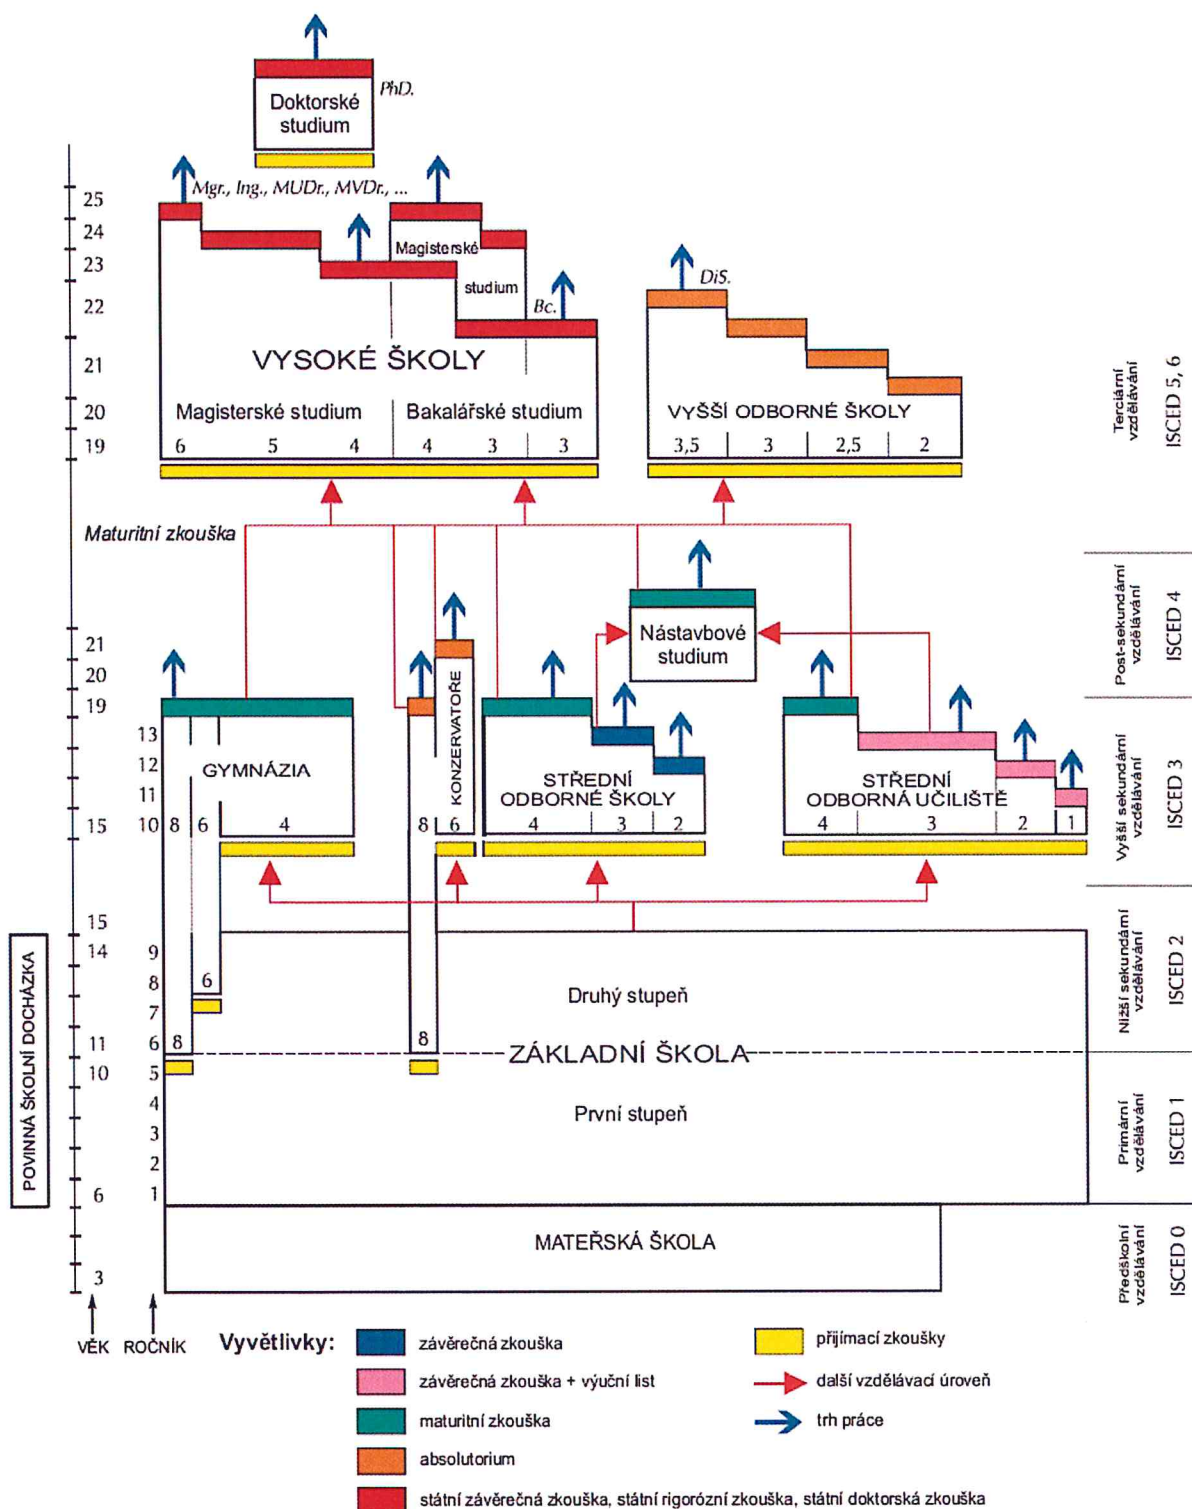 PhD.
Doktorské
studium
Mgr., Ing., MUDr., MVDr., ...
25
24
23
22
21
20
19
Magisterské
studium
Bc.
DiS.
VYSOKÉ ŠKOLY
Magisterské studium
Bakalářské studium
6 5 4 4 3 3
VYŠŠÍ ODBORNÉ ŠKOLY
3,5 3 2,5 2
Terciární
vzdělávání
ISCED 5, 6
Maturitní zkouška
Nástavbové
studium
Post-sekundární
vzdělávání
ISCED 4
21
20
19
15
13
12
11
10
GYMNÁZIA
8 6 4
KONZERVATOŘE
8 6
STŘEDNÍ
ODBORNÉ ŠKOLY
4 3 2
STŘEDNÍ
ODBORNÁ UČILIŠTĚ
4 3 2 1
Vyšší sekundární
vzdělávání
ISCED 3
POVINNÁ ŠKOLNÍ DOCHÁZKA
15
14
11
10
6
3
9
8
7
6
5
4
3
2
1
6
8
8
Druhý stupeň
ZÁKLADNÍ ŠKOLA
První stupeň
Nižší sekundární
vzdělávání
ISCED 2
Primární
vzdělávání
ISCED 1
MATEŘSKÁ ŠKOLA
Předškolní
vzdělávání
ISCED 0
VĚK
ROČNÍK
Vyvětlivky:
závěrečná zkouška
závěrečná zkouška + výuční list
maturitní zkouška
absolutorium
státní závěrečná zkouška, státní rigorózní zkouška, státní doktorská zkouška
přijímací zkoušky
další vzdělávací úroveň
trh práce